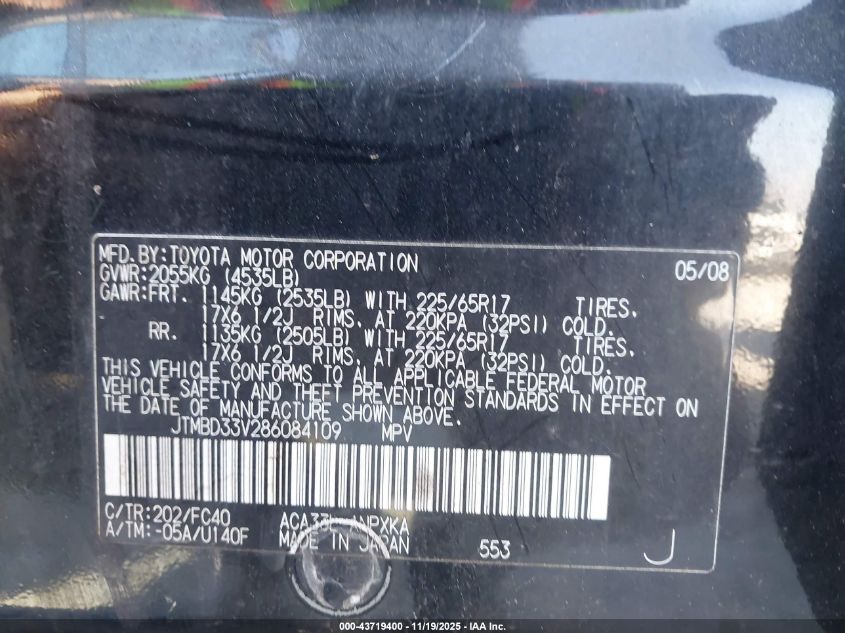 MFD.BY:TOYOTA MOTOR CORPORATION 05/08
GVWR:2055KG (4535LB)
GAWR:FRT. 1145KG (2535LB) WITH 225/65R17 TIRES.
17X6 1/2J RIMS, AT 220KPA (32PSI) COLD.
RR. 1135KG (2505LB) WITH 225/65R17 TIRES.
17X6 1/2J RIMS, AT 220KPA (32PSI) COLD.
THIS VEHICLE CONFORMS TO ALL APPLICABLE FEDERAL MOTOR
VEHICLE SAFETY AND THEFT PREVENTION STANDARDS IN EFFECT ON
THE DATE OF MANUFACTURE SHOWN ABOVE.
JTMBD33V286084109 MPV
C/TR:202/FC40 ACA33L-ANPXKA
A/TM:-05A/U140F MADE IN JAPAN 553 J
000-43719400 - 11/19/2025 - IAA Inc.